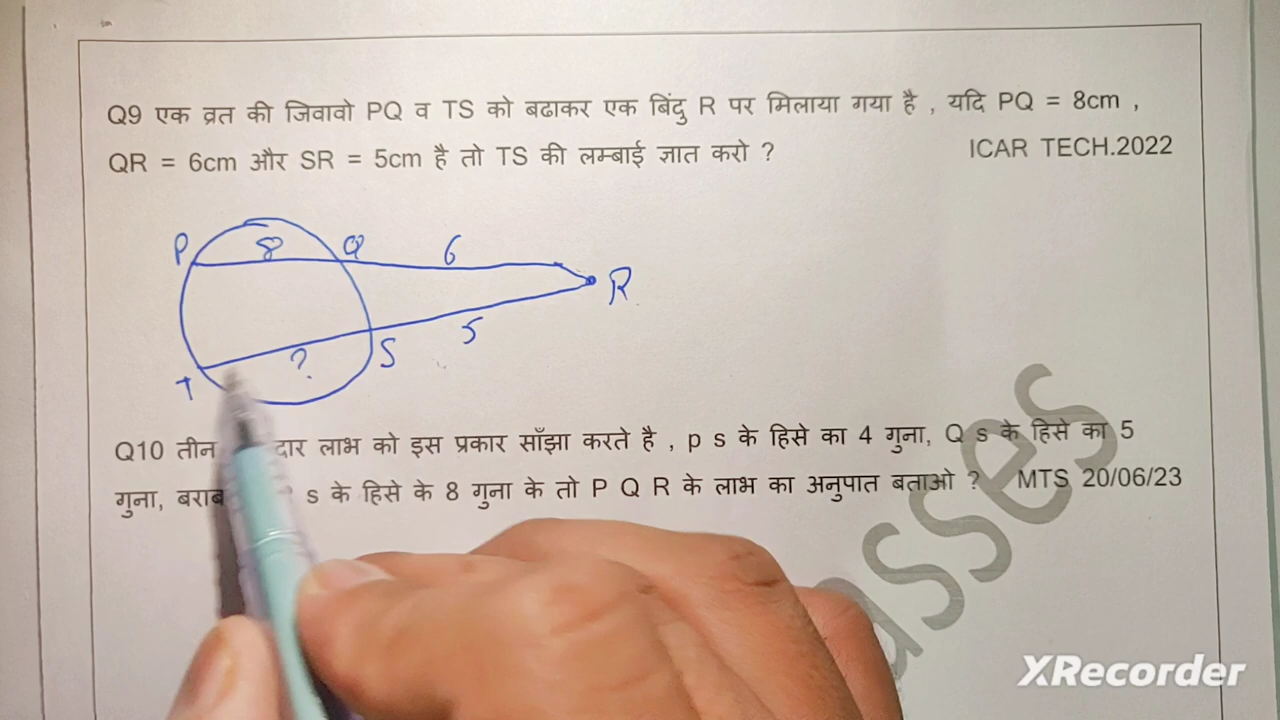 Q9 एक व्रत की जिवावो PQ व TS को बढाकर एक बिंदु R पर मिलाया गया है , यदि PQ = 8cm ,
QR = 6cm और SR = 5cm है तो TS की लम्बाई ज्ञात करो ? ICAR TECH.2022
P 8 Q 6 R
T ? S 5
Q10 तीन दार लाभ को इस प्रकार साँझा करते है , p s के हिसे का 4 गुना, Q s के हिसे का 5
गुना, बराब s के हिसे के 8 गुना के तो P Q R के लाभ का अनुपात बताओ ? MTS 20/06/23
asses
XRecorder